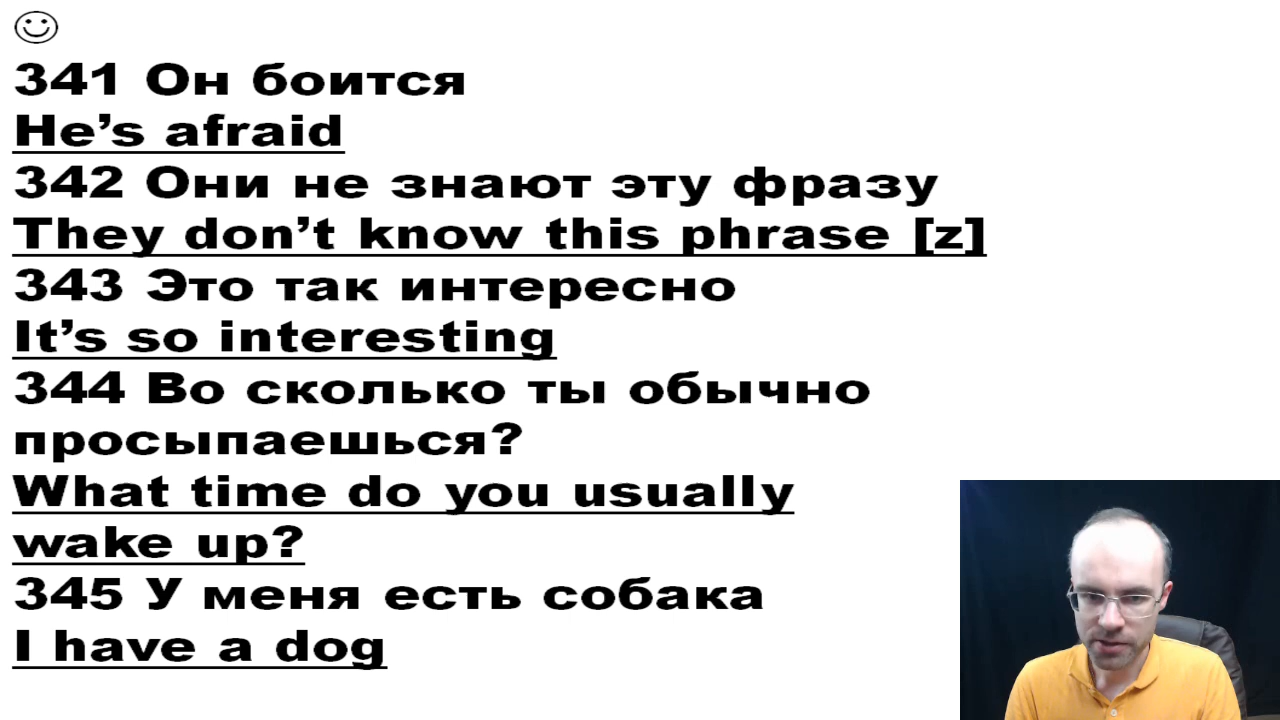 341 Он боится
He’s afraid
342 Они не знают эту фразу
They don’t know this phrase [z]
343 Это так интересно
It’s so interesting
344 Во сколько ты обычно
просыпаешься?
What time do you usually
wake up?
345 У меня есть собака
I have a dog